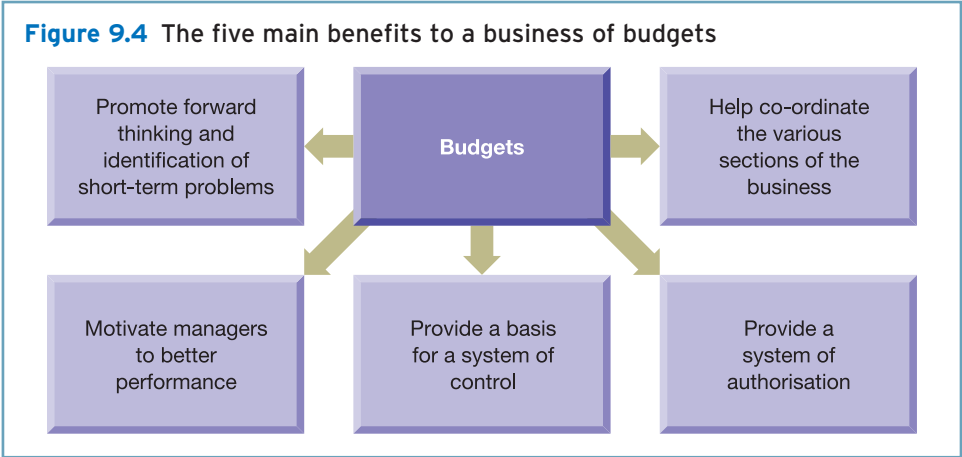 Figure 9.4 The five main benefits to a business of budgets
Promote forward
thinking and
identification of
short-term problems
Budgets
Help co-ordinate
the various
sections of the
business
Motivate managers
to better
performance
Provide a basis
for a system of
control
Provide a
system of
authorisation